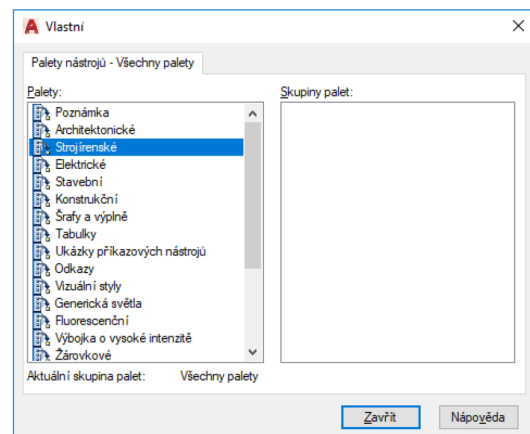 Vlastní
Palety nástrojů - Všechny palety
Palety:
Skupiny palet:
Poznámka
Architektonické
Strojírenské
Elektrické
Stavební
Konstrukční
Šrafy a výplně
Tabulky
Ukázky příkazových nástrojů
Odkazy
Vizuální styly
Generická světla
Fluorescenční
Výbojka o vysoké intenzitě
Žárovkové
Aktuální skupina palet: Všechny palety
Zavřít
Nápověda